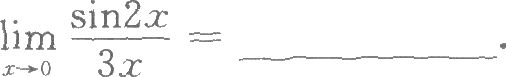 lim_{x→0} sin2x / 3x = ________.